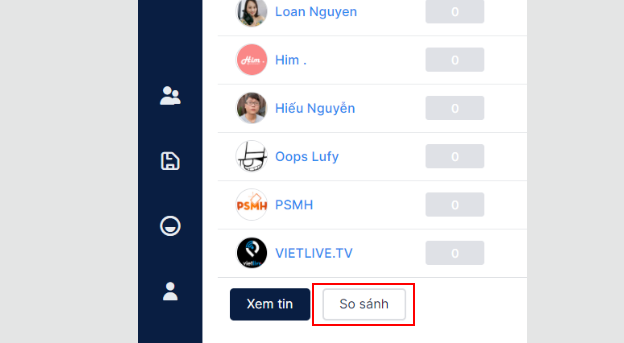 Loan Nguyen 0
Him . Him . 0
Hiếu Nguyễn 0
Oops Lufy 0
PSMH PSMH 0
vietlive VIETLIVE.TV 0
Xem tin So sánh